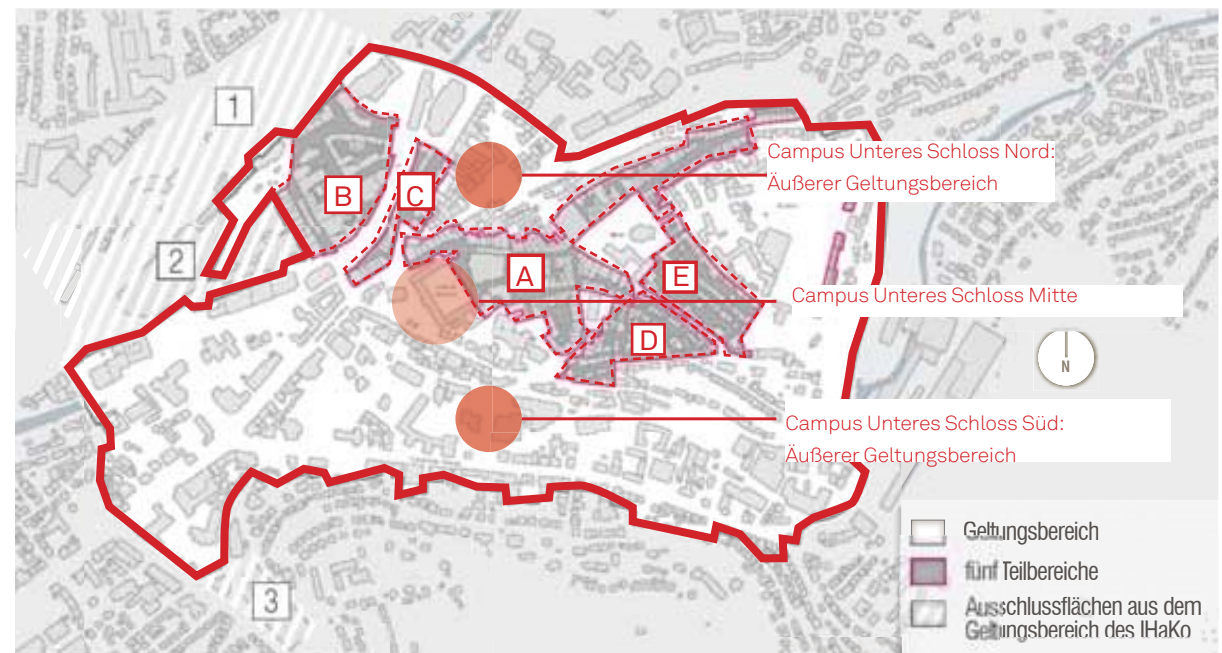 1
B
C
Campus Unteres Schloss Nord:
Äußerer Geltungsbereich
2
A
E
Campus Unteres Schloss Mitte
D
N
Campus Unteres Schloss Süd:
Äußerer Geltungsbereich
3
Geltungsbereich
fünf Teilbereiche
Ausschlussflächen aus dem
Geltungsbereich des IHaKo